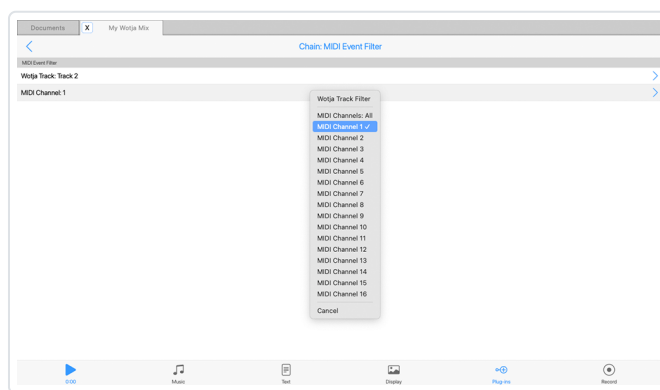 Documents X My Wotja Mix
Chain: MIDI Event Filter
MIDI Event Filter
Wotja Track: Track 2
MIDI Channel: 1
Wotja Track Filter
MIDI Channels: All
MIDI Channel 1 ✓
MIDI Channel 2
MIDI Channel 3
MIDI Channel 4
MIDI Channel 5
MIDI Channel 6
MIDI Channel 7
MIDI Channel 8
MIDI Channel 9
MIDI Channel 10
MIDI Channel 11
MIDI Channel 12
MIDI Channel 13
MIDI Channel 14
MIDI Channel 15
MIDI Channel 16
Cancel
0:00 Music Text Display Plug-ins Record